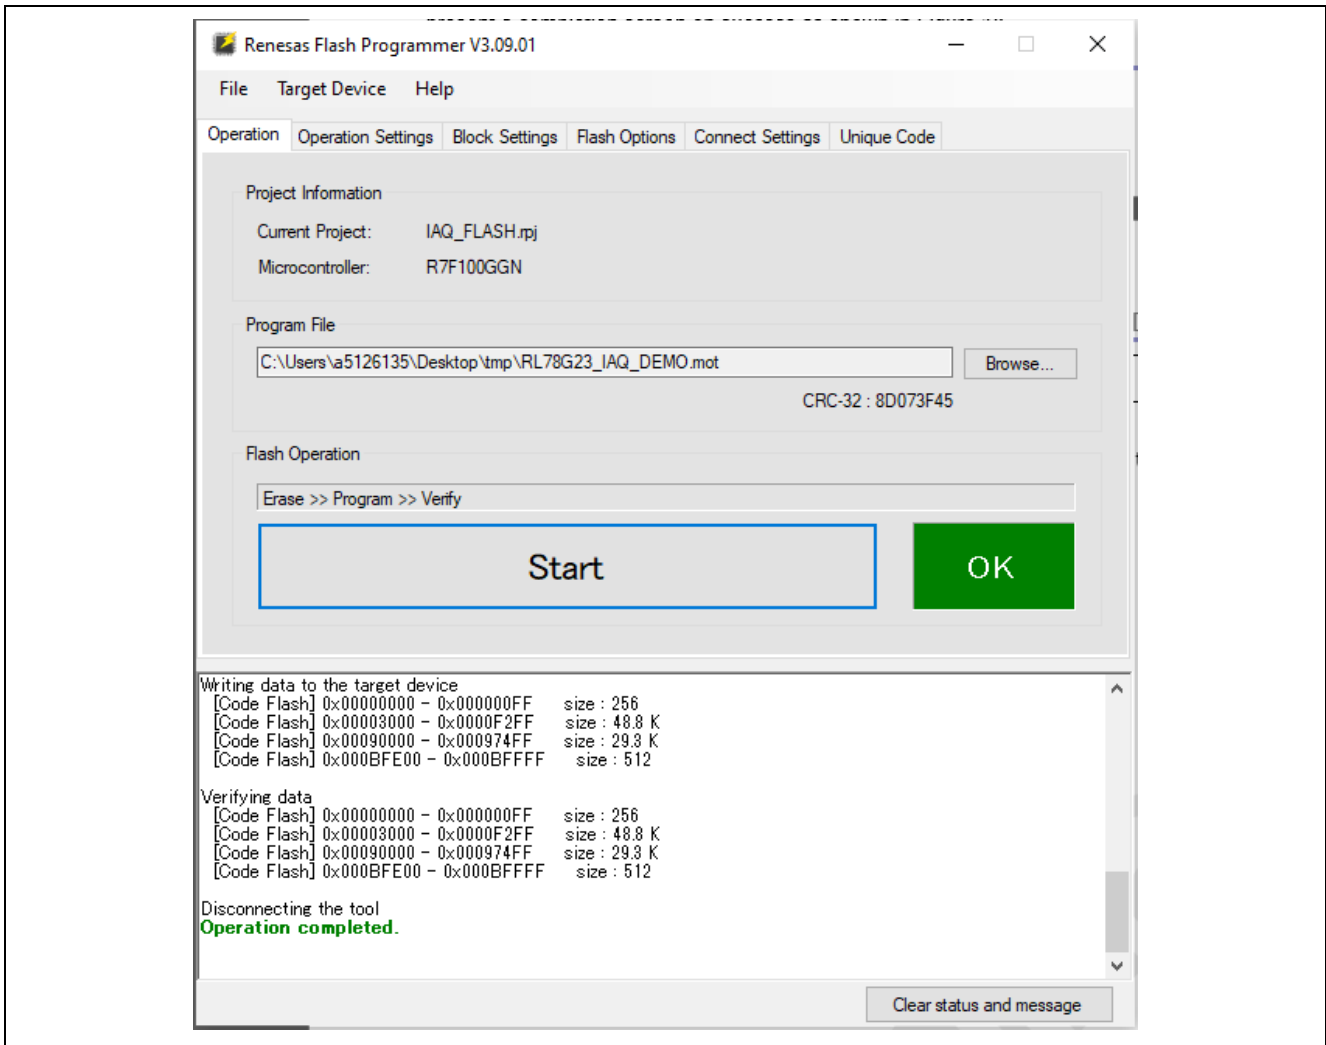 Renesas Flash Programmer V3.09.01
File Target Device Help
Operation Operation Settings Block Settings Flash Options Connect Settings Unique Code
Project Information
Current Project: IAQ_FLASH.rpj
Microcontroller: R7F100GGN
Program File
C:\Users\a5126135\Desktop\tmp\RL78G23_IAQ_DEMO.mot Browse...
CRC-32 : 8D073F45
Flash Operation
Erase >> Program >> Verify
Start OK
Writing data to the target device
[Code Flash] 0x00000000 - 0x000000FF size : 256
[Code Flash] 0x00003000 - 0x0000F2FF size : 48.8 K
[Code Flash] 0x00090000 - 0x000974FF size : 29.3 K
[Code Flash] 0x000BFE00 - 0x000BFFFF size : 512
Verifying data
[Code Flash] 0x00000000 - 0x000000FF size : 256
[Code Flash] 0x00003000 - 0x0000F2FF size : 48.8 K
[Code Flash] 0x00090000 - 0x000974FF size : 29.3 K
[Code Flash] 0x000BFE00 - 0x000BFFFF size : 512
Disconnecting the tool
Operation completed.
Clear status and message